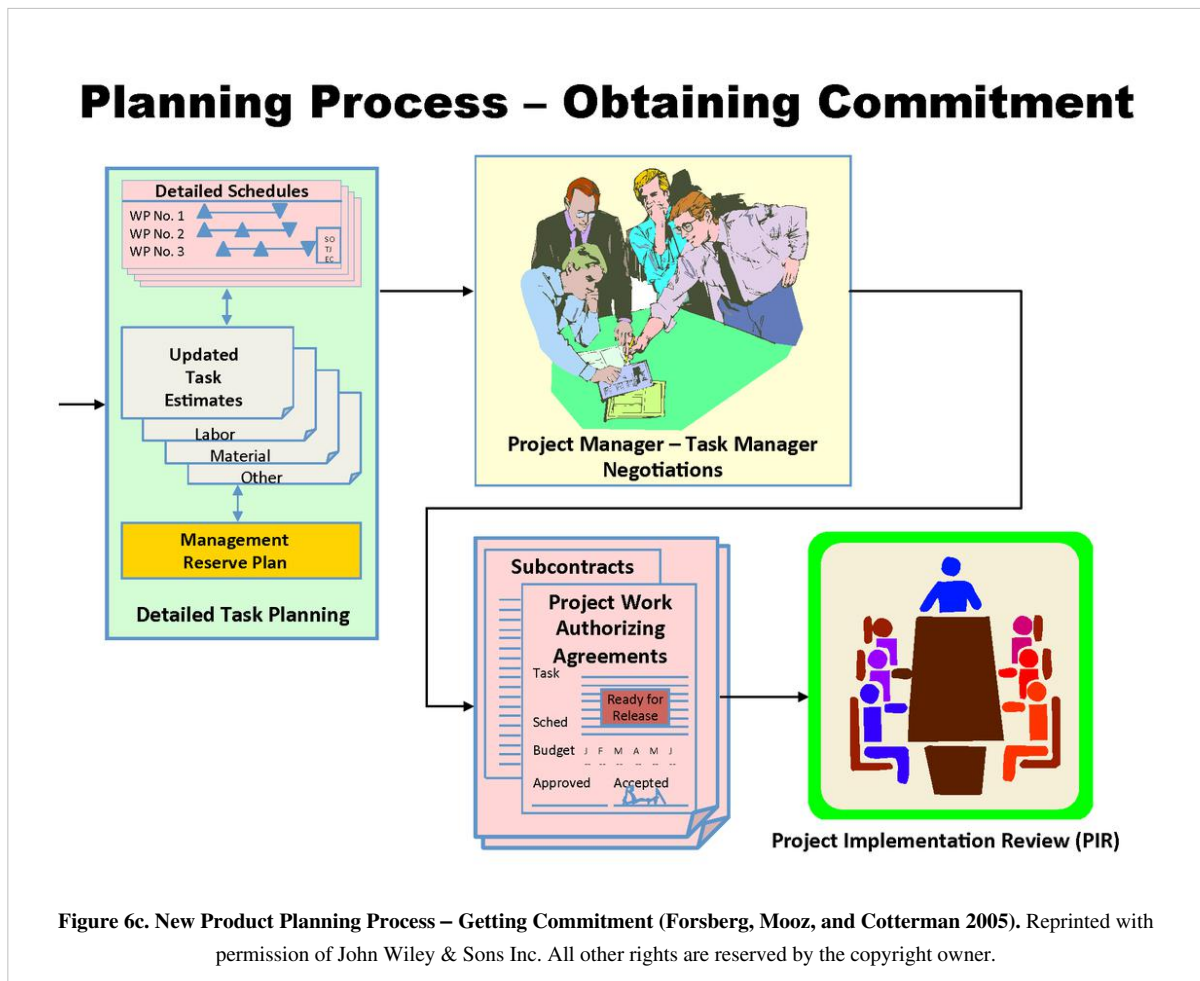 Planning Process – Obtaining Commitment
Detailed Schedules
WP No. 1
WP No. 2
WP No. 3
SO
TJ
EC
Updated
Task
Estimates
Labor
Material
Other
Management
Reserve Plan
Detailed Task Planning
Project Manager – Task Manager
Negotiations
Subcontracts
Project Work
Authorizing
Agreements
Task
Ready for
Release
Sched
Budget J F M A M J
-- -- -- -- -- --
Approved Accepted
Project Implementation Review (PIR)
Figure 6c. New Product Planning Process – Getting Commitment (Forsberg, Mooz, and Cotterman 2005). Reprinted with
permission of John Wiley & Sons Inc. All other rights are reserved by the copyright owner.